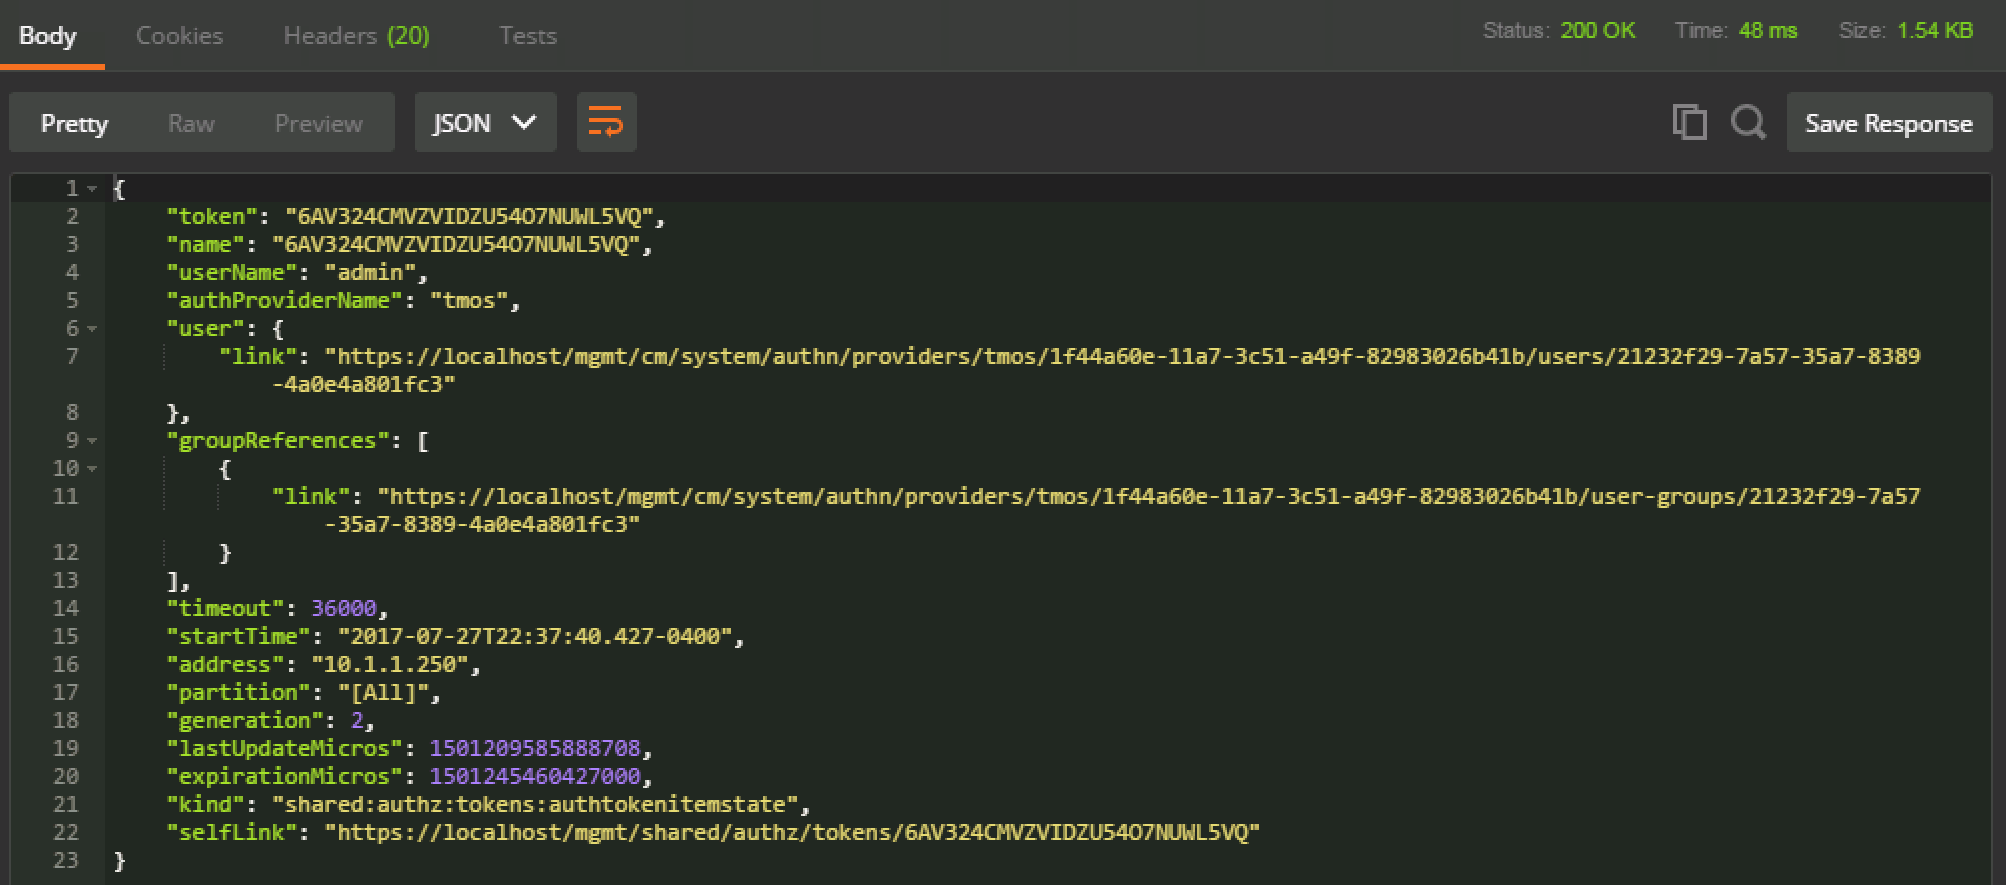 Body Cookies Headers (20) Tests Status: 200 OK Time: 48 ms Size: 1.54 KB
Pretty Raw Preview JSON Save Response
1 {
2 "token": "6AV324CMVZVIDZU54O7NUWL5VQ",
3 "name": "6AV324CMVZVIDZU54O7NUWL5VQ",
4 "userName": "admin",
5 "authProviderName": "tmos",
6 "user": {
7 "link": "https://localhost/mgmt/cm/system/authn/providers/tmos/1f44a60e-11a7-3c51-a49f-82983026b41b/users/21232f29-7a57-35a7-8389
-4a0e4a801fc3"
8 },
9 "groupReferences": [
10 {
11 "link": "https://localhost/mgmt/cm/system/authn/providers/tmos/1f44a60e-11a7-3c51-a49f-82983026b41b/user-groups/21232f29-7a57
-35a7-8389-4a0e4a801fc3"
12 }
13 ],
14 "timeout": 36000,
15 "startTime": "2017-07-27T22:37:40.427-0400",
16 "address": "10.1.1.250",
17 "partition": "[All]",
18 "generation": 2,
19 "lastUpdateMicros": 1501209585888708,
20 "expirationMicros": 1501245460427000,
21 "kind": "shared:authz:tokens:authtokenitemstate",
22 "selfLink": "https://localhost/mgmt/shared/authz/tokens/6AV324CMVZVIDZU54O7NUWL5VQ"
23 }